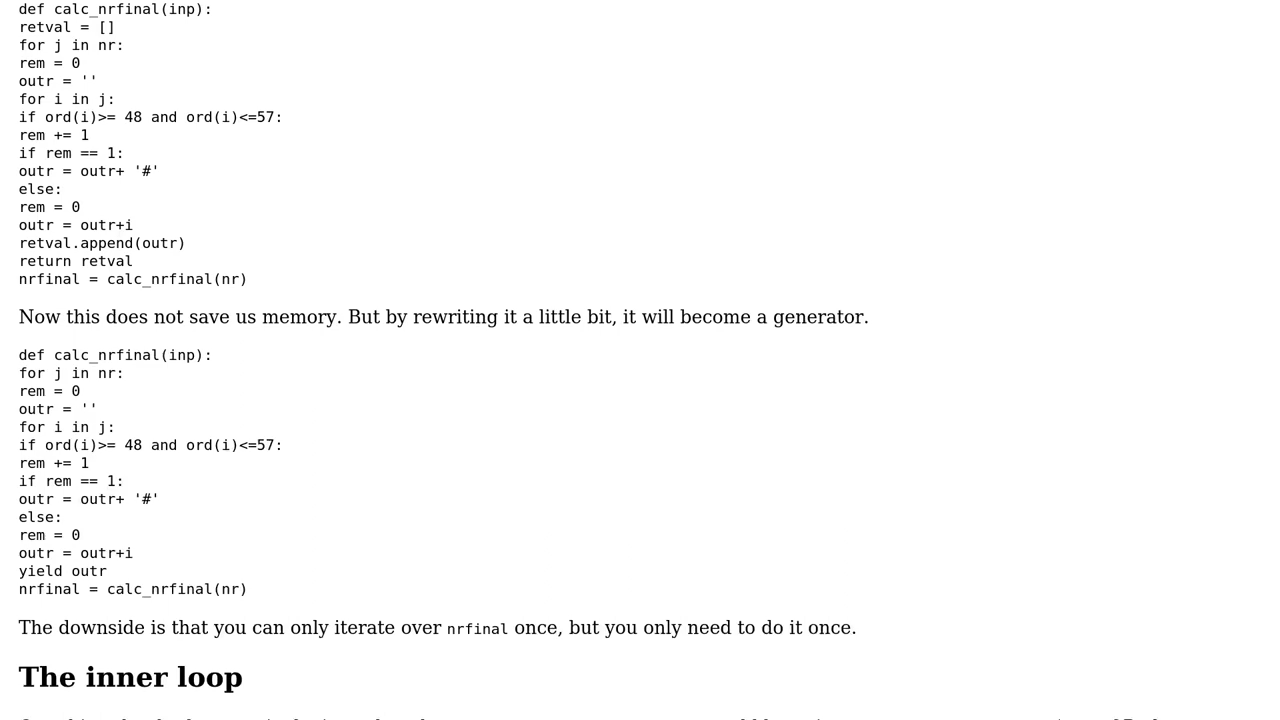 def calc_nrfinal(inp):
retval = []
for j in nr:
rem = 0
outr = ''
for i in j:
if ord(i)>= 48 and ord(i)<=57:
rem += 1
if rem == 1:
outr = outr+ '#'
else:
rem = 0
outr = outr+i
retval.append(outr)
return retval
nrfinal = calc_nrfinal(nr)
Now this does not save us memory. But by rewriting it a little bit, it will become a generator.
def calc_nrfinal(inp):
for j in nr:
rem = 0
outr = ''
for i in j:
if ord(i)>= 48 and ord(i)<=57:
rem += 1
if rem == 1:
outr = outr+ '#'
else:
rem = 0
outr = outr+i
yield outr
nrfinal = calc_nrfinal(nr)
The downside is that you can only iterate over nrfinal once, but you only need to do it once.
The inner loop